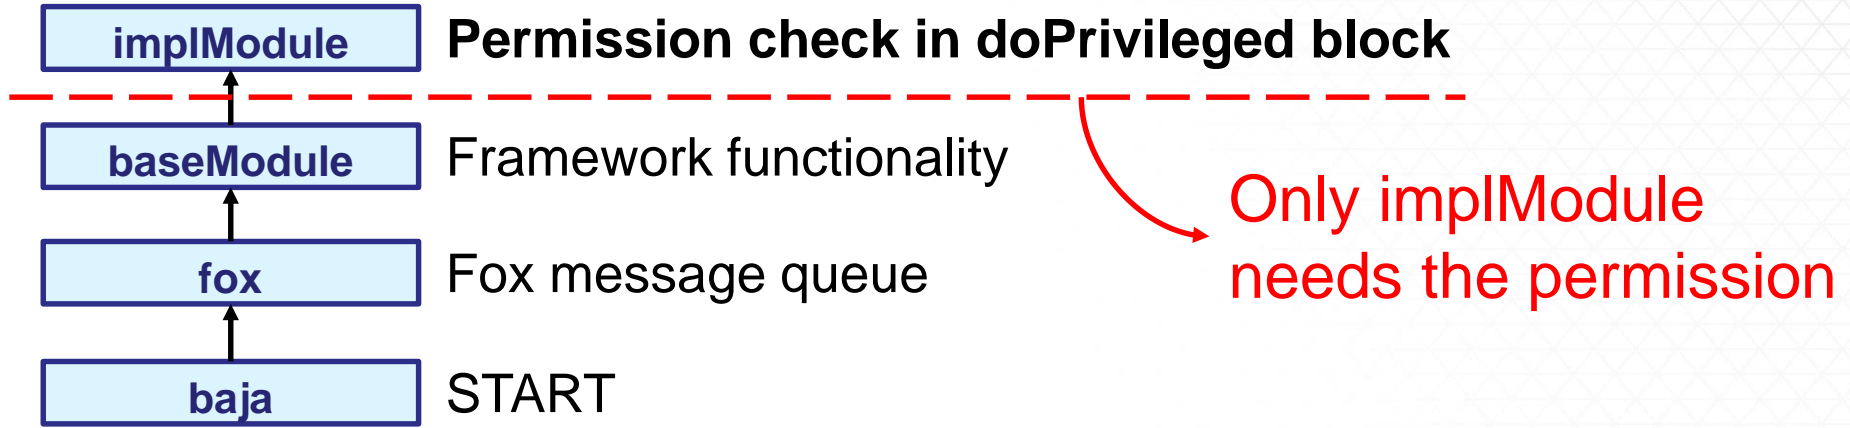 implModule Permission check in doPrivileged block
baseModule Framework functionality
Only implModule
needs the permission
fox Fox message queue
baja START